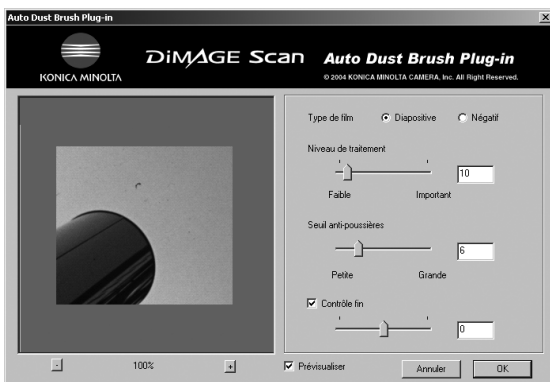 Auto Dust Brush Plug-in
KONICA MINOLTA
DiMAGE Scan
Auto Dust Brush Plug-in
© 2004 KONICA MINOLTA CAMERA, Inc. All Right Reserved.
Type de film Diapositive Négatif
Niveau de traitement
10
Faible Important
Seuil anti-poussières
6
Petite Grande
Contrôle fin
0
- 100% +
Prévisualiser Annuler OK